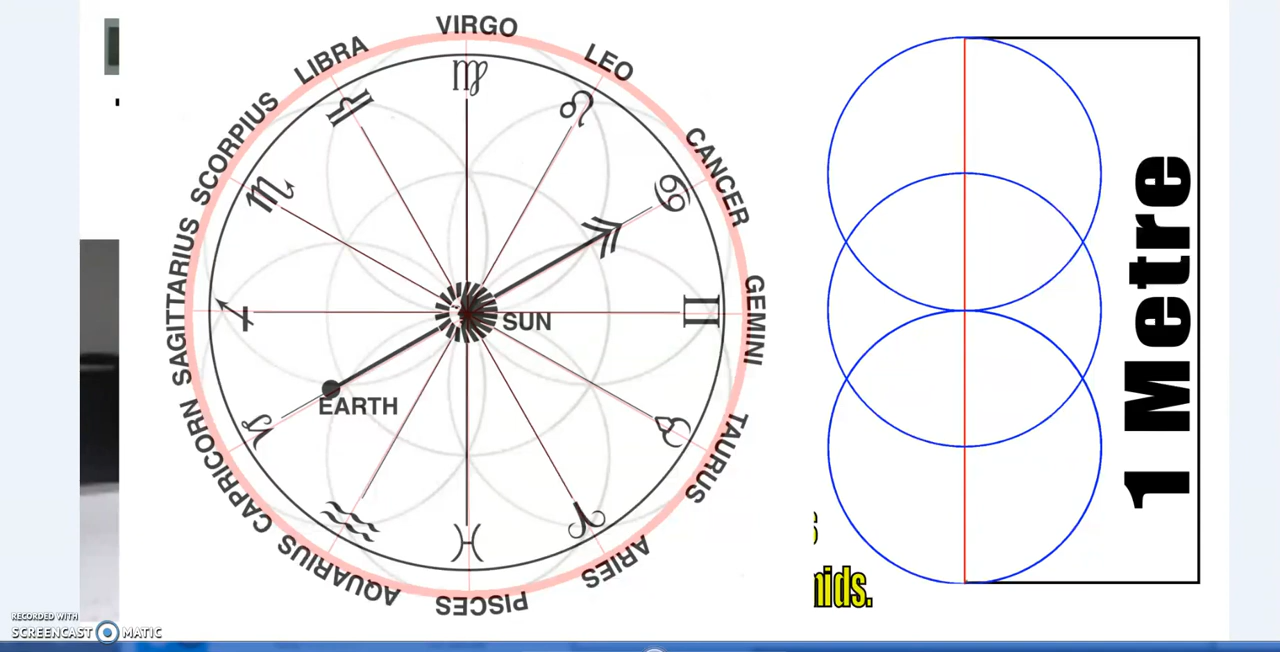 VIRGO
LIBRA
LEO
SCORPIUS
CANCER
SAGITTARIUS
GEMINI
SUN
EARTH
CAPRICORN
TAURUS
AQUARIUS
ARIES
PISCES
1 Metre
nids.
RECORDED WITH
SCREENCAST MATIC